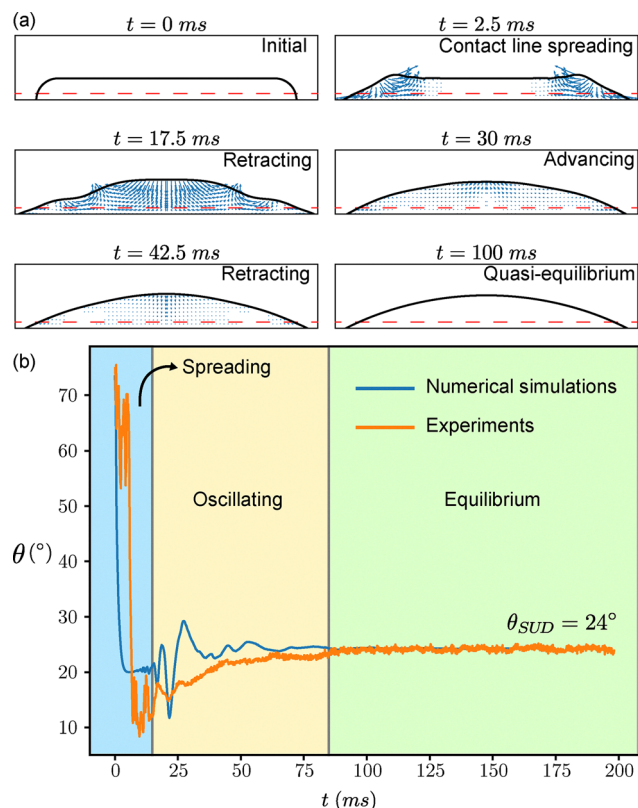 (a)
t = 0 ms
Initial
t = 2.5 ms
Contact line spreading
t = 17.5 ms
Retracting
t = 30 ms
Advancing
t = 42.5 ms
Retracting
t = 100 ms
Quasi-equilibrium
(b)
70
60
50
40
30
20
10
θ(°)
Spreading
Oscillating
Equilibrium
Numerical simulations
Experiments
θ_SUD = 24°
0 25 50 75 100 125 150 175 200
t (ms)